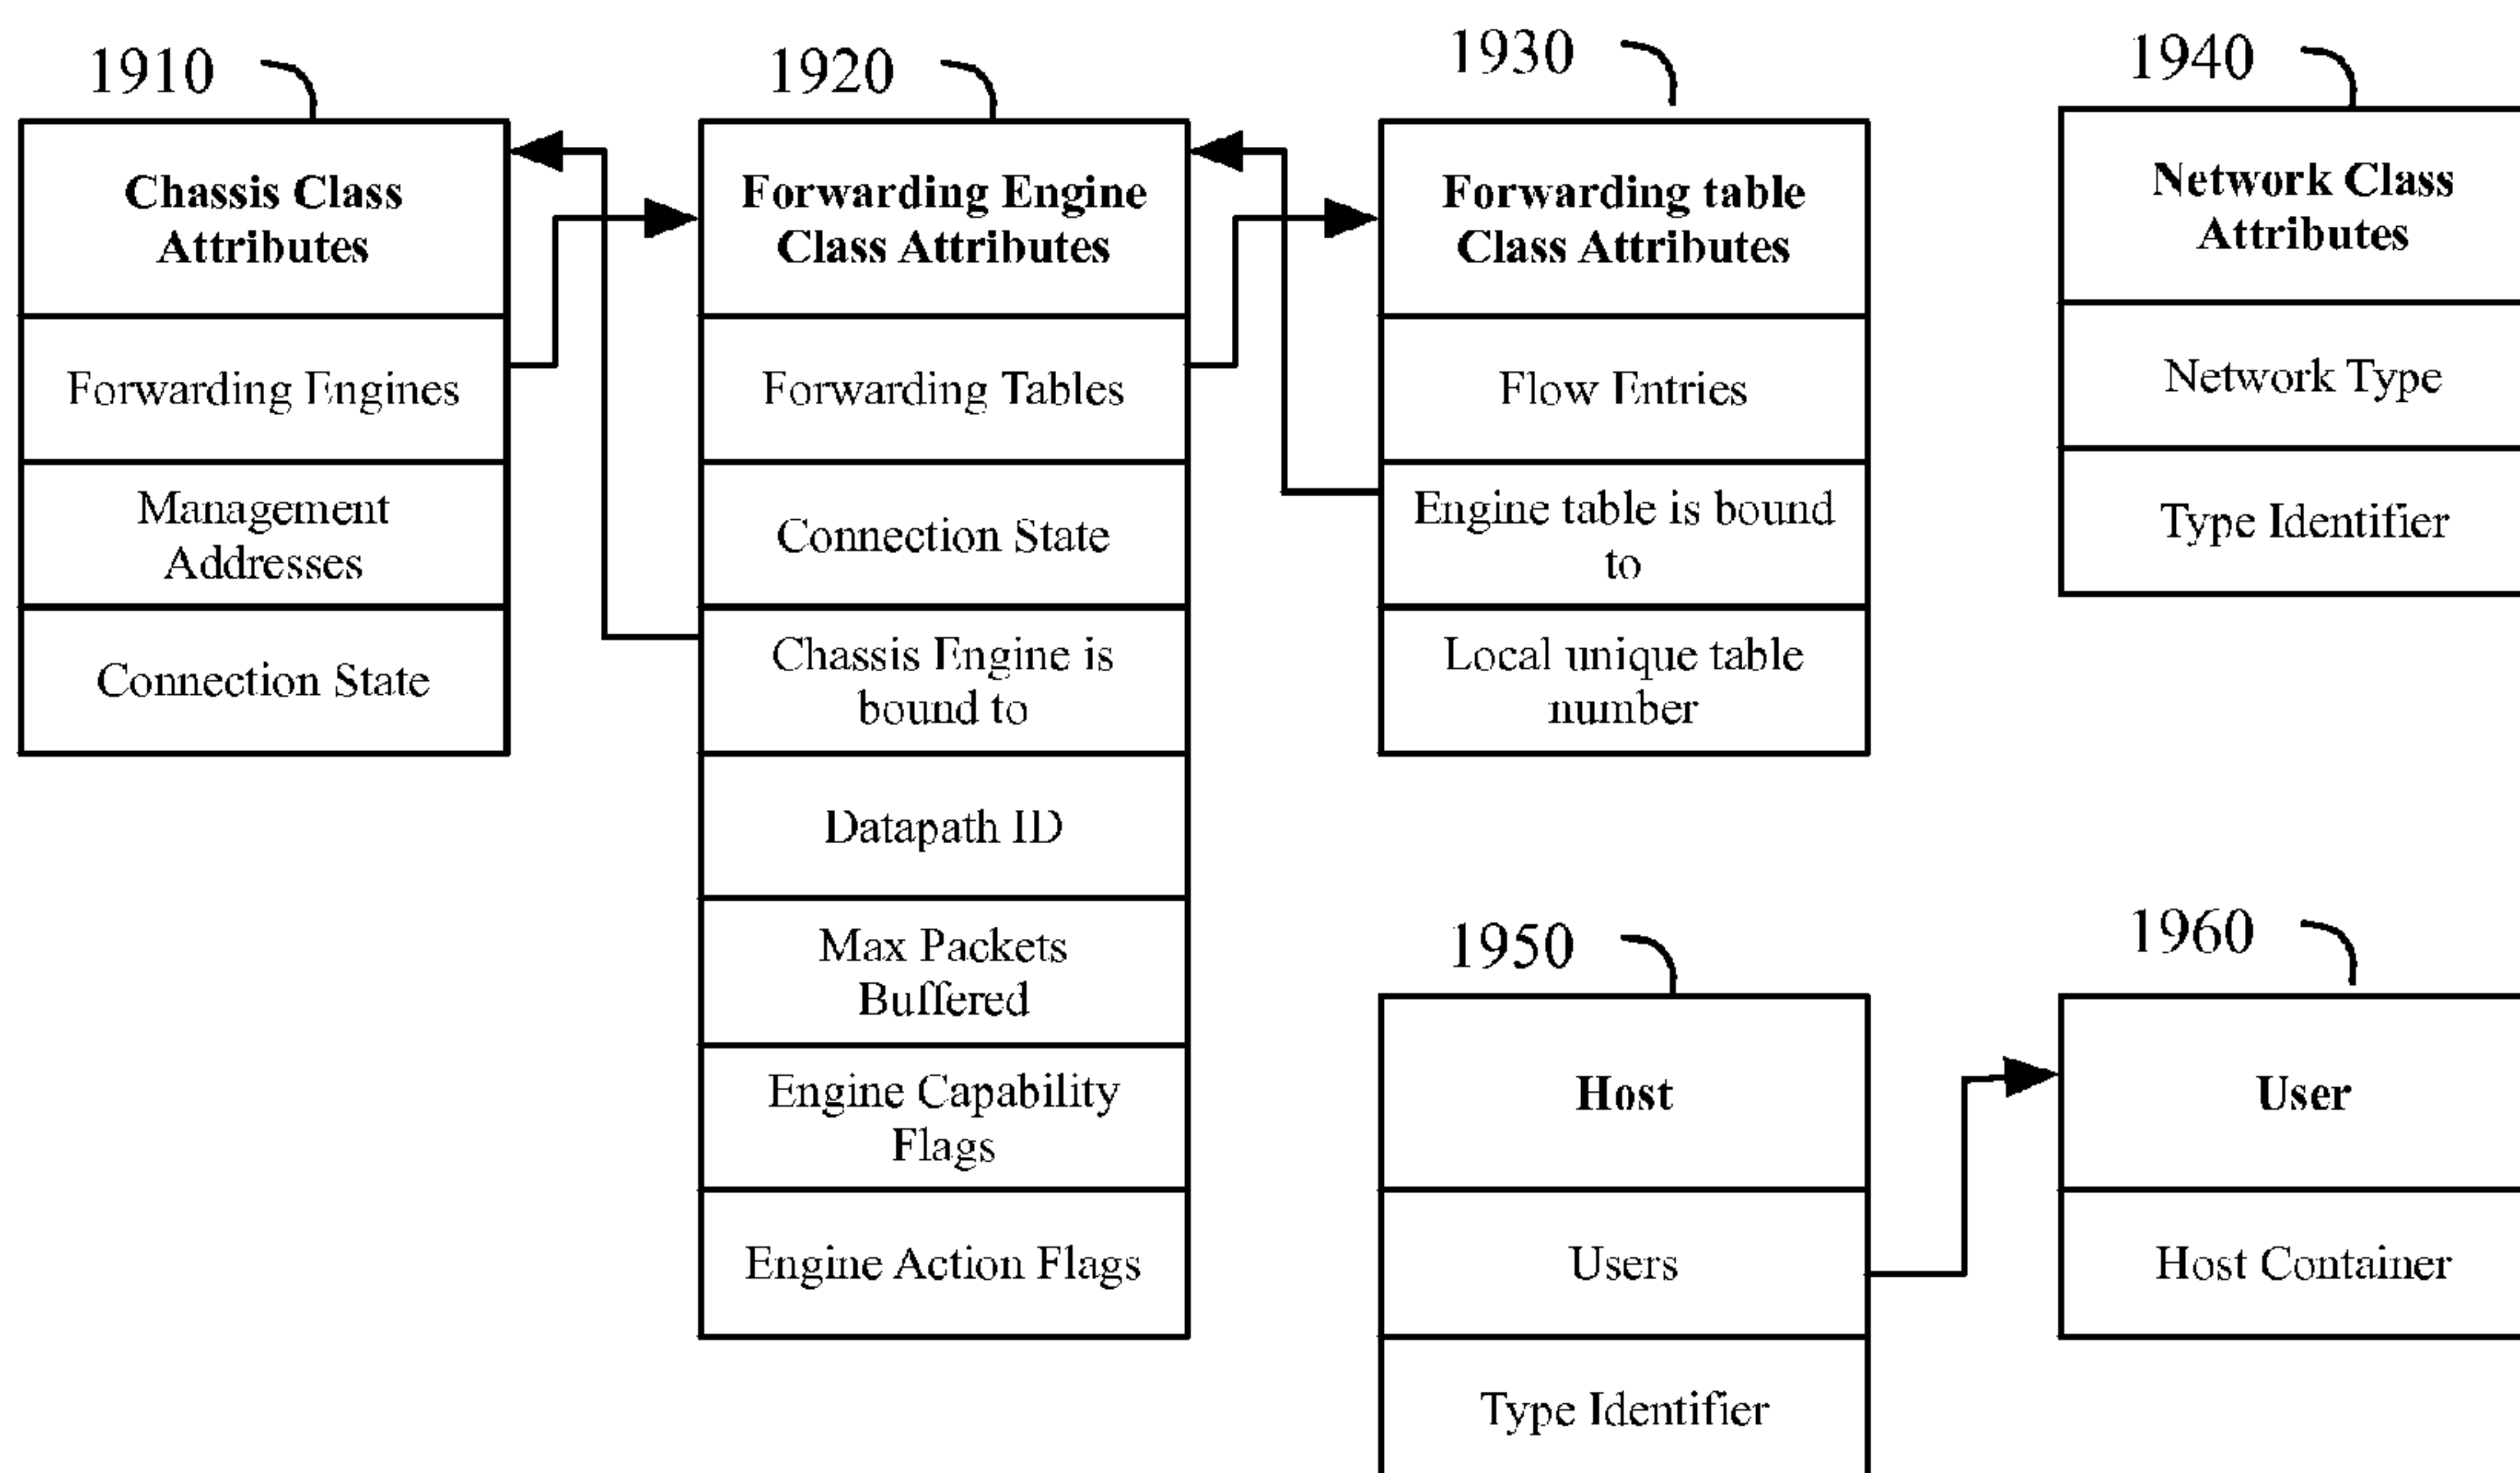 1910
Chassis Class
Attributes
Forwarding Engines
Management
Addresses
Connection State
1920
Forwarding Engine
Class Attributes
Forwarding Tables
Connection State
Chassis Engine is
bound to
Datapath ID
Max Packets
Buffered
Engine Capability
Flags
Engine Action Flags
1930
Forwarding table
Class Attributes
Flow Entries
Engine table is bound
to
Local unique table
number
1940
Network Class
Attributes
Network Type
Type Identifier
1950
Host
Users
Type Identifier
1960
User
Host Container